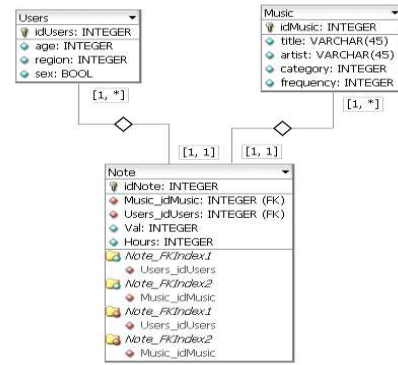 Users
idUsers: INTEGER
age: INTEGER
region: INTEGER
sex: BOOL
[1, *]
Music
idMusic: INTEGER
title: VARCHAR(45)
artist: VARCHAR(45)
category: INTEGER
frequency: INTEGER
[1, *]
[1, 1]
[1, 1]
Note
idNote: INTEGER
Music_idMusic: INTEGER (FK)
Users_idUsers: INTEGER (FK)
Val: INTEGER
Hours: INTEGER
Note_FKIndex1
Users_idUsers
Note_FKIndex2
Music_idMusic
Note_FKIndex1
Users_idUsers
Note_FKIndex2
Music_idMusic